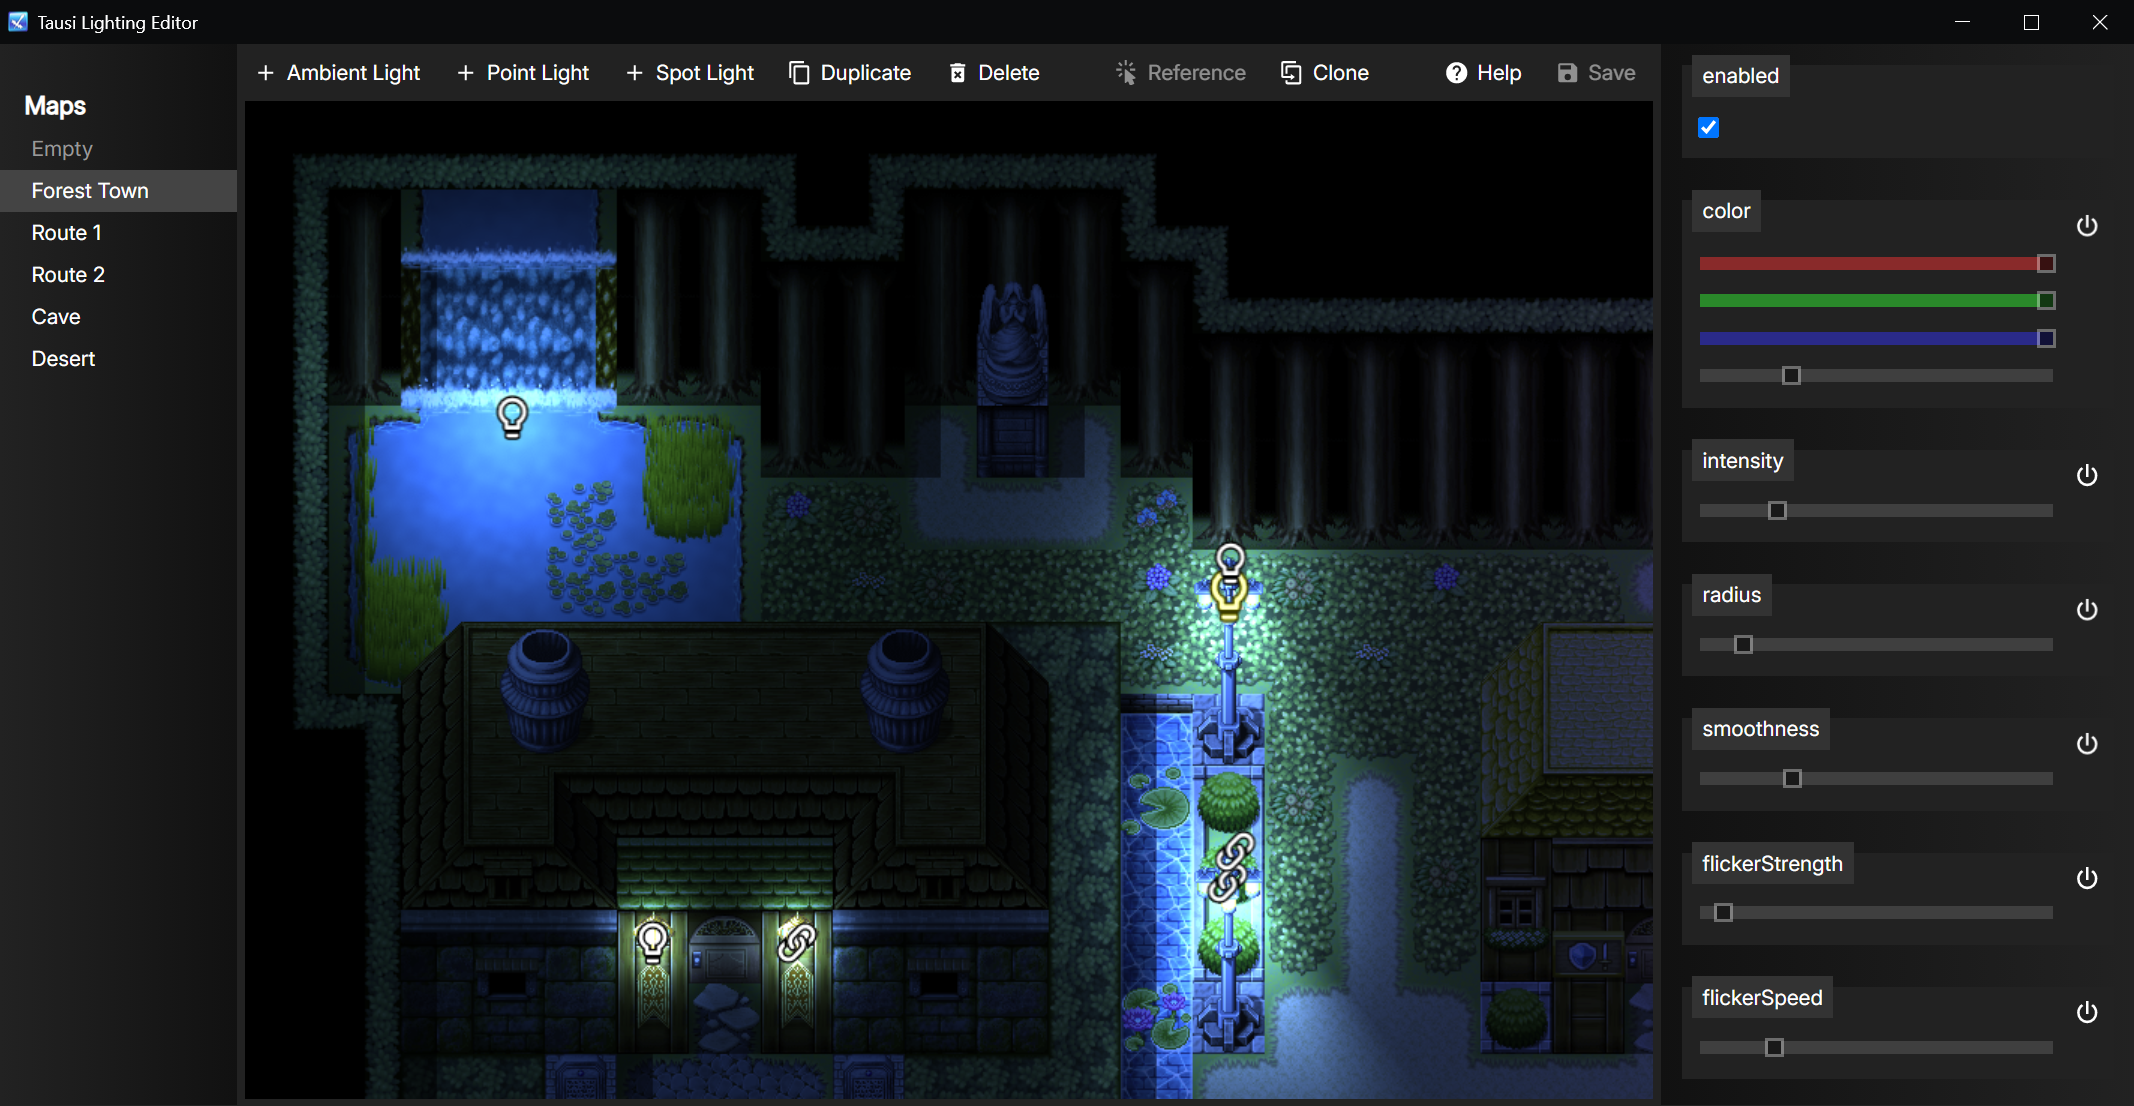 Tausi Lighting Editor
Maps
Empty
Forest Town
Route 1
Route 2
Cave
Desert
Ambient Light
Point Light
Spot Light
Duplicate
Delete
Reference
Clone
Help
Save
enabled
color
intensity
radius
smoothness
flickerStrength
flickerSpeed